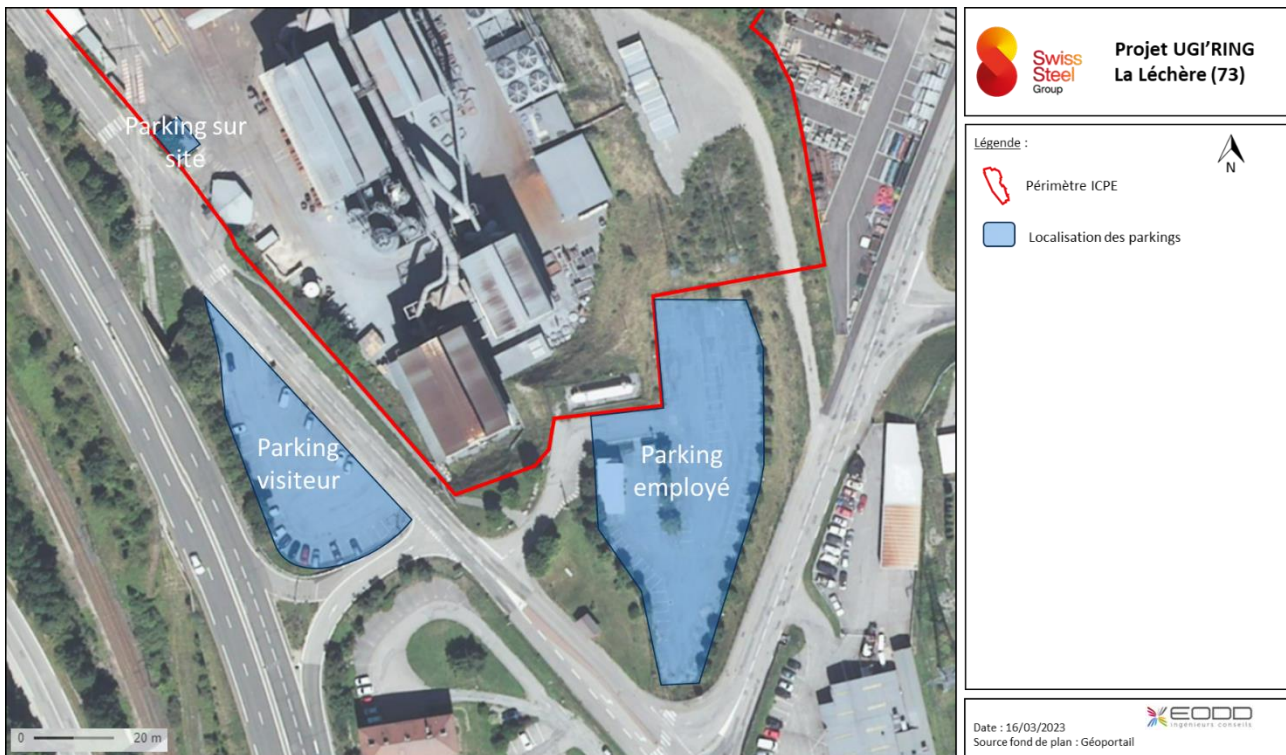 Parking sur
site
Parking
visiteur
Parking
employé
0 20 m
Swiss
Steel
Group
Projet UGI’RING
La Léchère (73)
Légende :
N
Périmètre ICPE
Localisation des parkings
Date : 16/03/2023
EODD
ingénieurs conseils
Source fond de plan : Géoportail